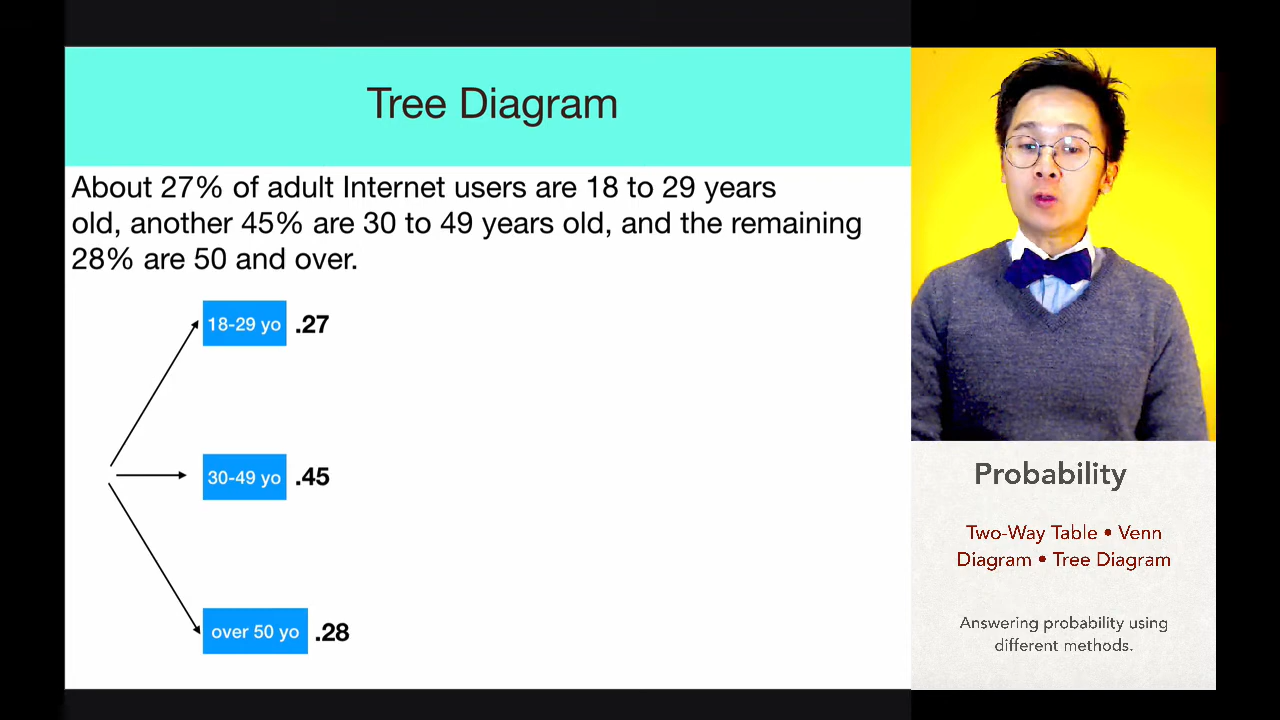 Tree Diagram
About 27% of adult Internet users are 18 to 29 years
old, another 45% are 30 to 49 years old, and the remaining
28% are 50 and over.
18-29 yo .27
30-49 yo .45
over 50 yo .28
Probability
Two-Way Table • Venn
Diagram • Tree Diagram
Answering probability using
different methods.